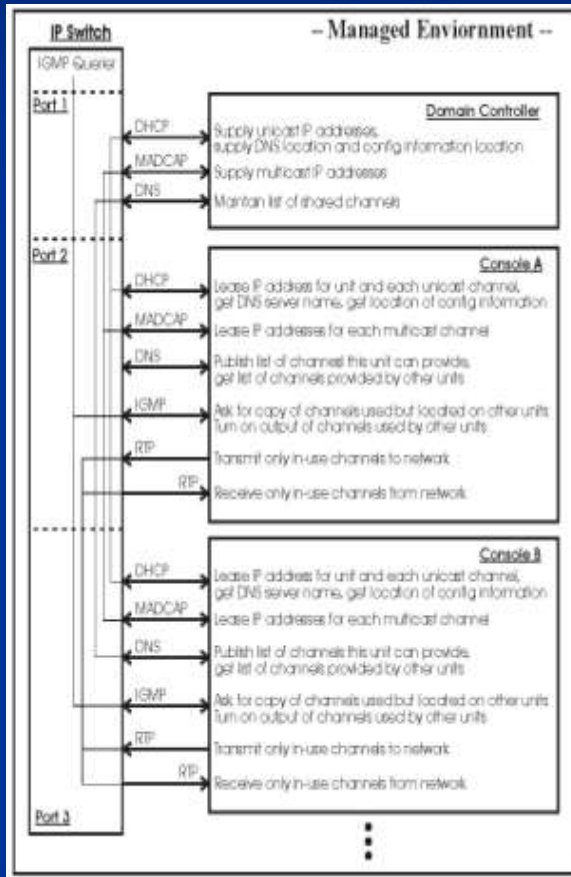 IP Switch
-- Managed Enviornment --
IGMP Querier
Port 1
Domain Controller
DHCP
Supply unicast IP addresses,
supply DNS location and config information location
MADCAP
Supply multicast IP addresses
DNS
Maintain list of shared channels
Port 2
Console A
DHCP
Lease IP address for unit and each unicast channel,
get DNS server name, get location of config information
MADCAP
Lease IP addresses for each multicast channel
DNS
Publish list of channels this unit can provide,
get list of channels provided by other units
IGMP
Ask for copy of channels used but located on other units
Turn on output of channels used by other units
RTP
Transmit only in-use channels to network
RTP
Receive only in-use channels from network
Console B
DHCP
Lease IP address for unit and each unicast channel,
get DNS server name, get location of config information
MADCAP
Lease IP addresses for each multicast channel
DNS
Publish list of channels this unit can provide,
get list of channels provided by other units
IGMP
Ask for copy of channels used but located on other units
Turn on output of channels used by other units
RTP
Transmit only in-use channels to network
RTP
Receive only in-use channels from network
Port 3